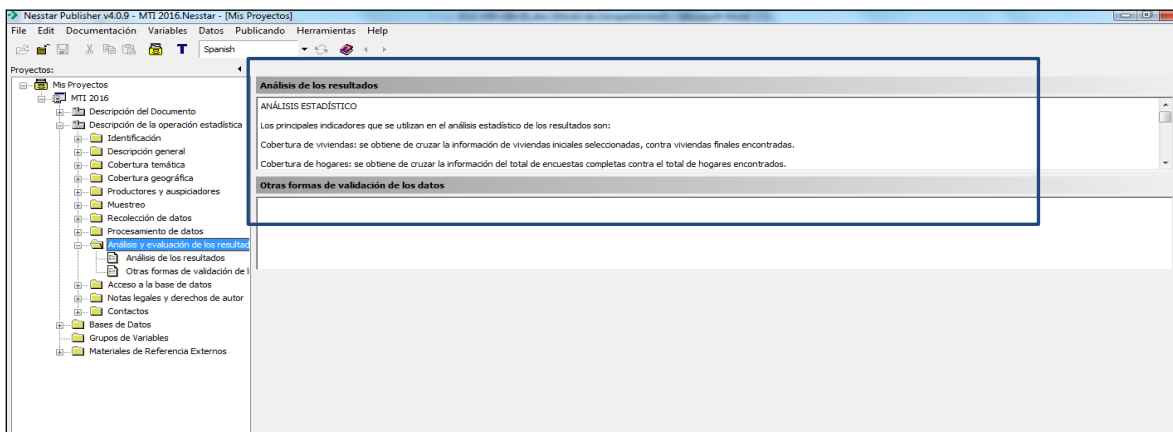 Nesstar Publisher v4.0.9 - MTI 2016.Nesstar - [Mis Proyectos]
File Edit Documentación Variables Datos Publicando Herramientas Help
Spanish
Proyectos:
Mis Proyectos
MTI 2016
Descripción del Documento
Descripción de la operación estadística
Identificación
Descripción general
Cobertura temática
Cobertura geográfica
Productores y auspiciadores
Muestreo
Recolección de datos
Procesamiento de datos
Análisis y evaluación de los resultad
Análisis de los resultados
Otras formas de validación de l
Acceso a la base de datos
Notas legales y derechos de autor
Contactos
Bases de Datos
Grupos de Variables
Materiales de Referencia Externos
Análisis de los resultados
ANÁLISIS ESTADÍSTICO
Los principales indicadores que se utilizan en el análisis estadístico de los resultados son:
Cobertura de viviendas: se obtiene de cruzar la información de viviendas iniciales seleccionadas, contra viviendas finales encontradas.
Cobertura de hogares: se obtiene de cruzar la información del total de encuestas completas contra el total de hogares encontrados.
Otras formas de validación de los datos